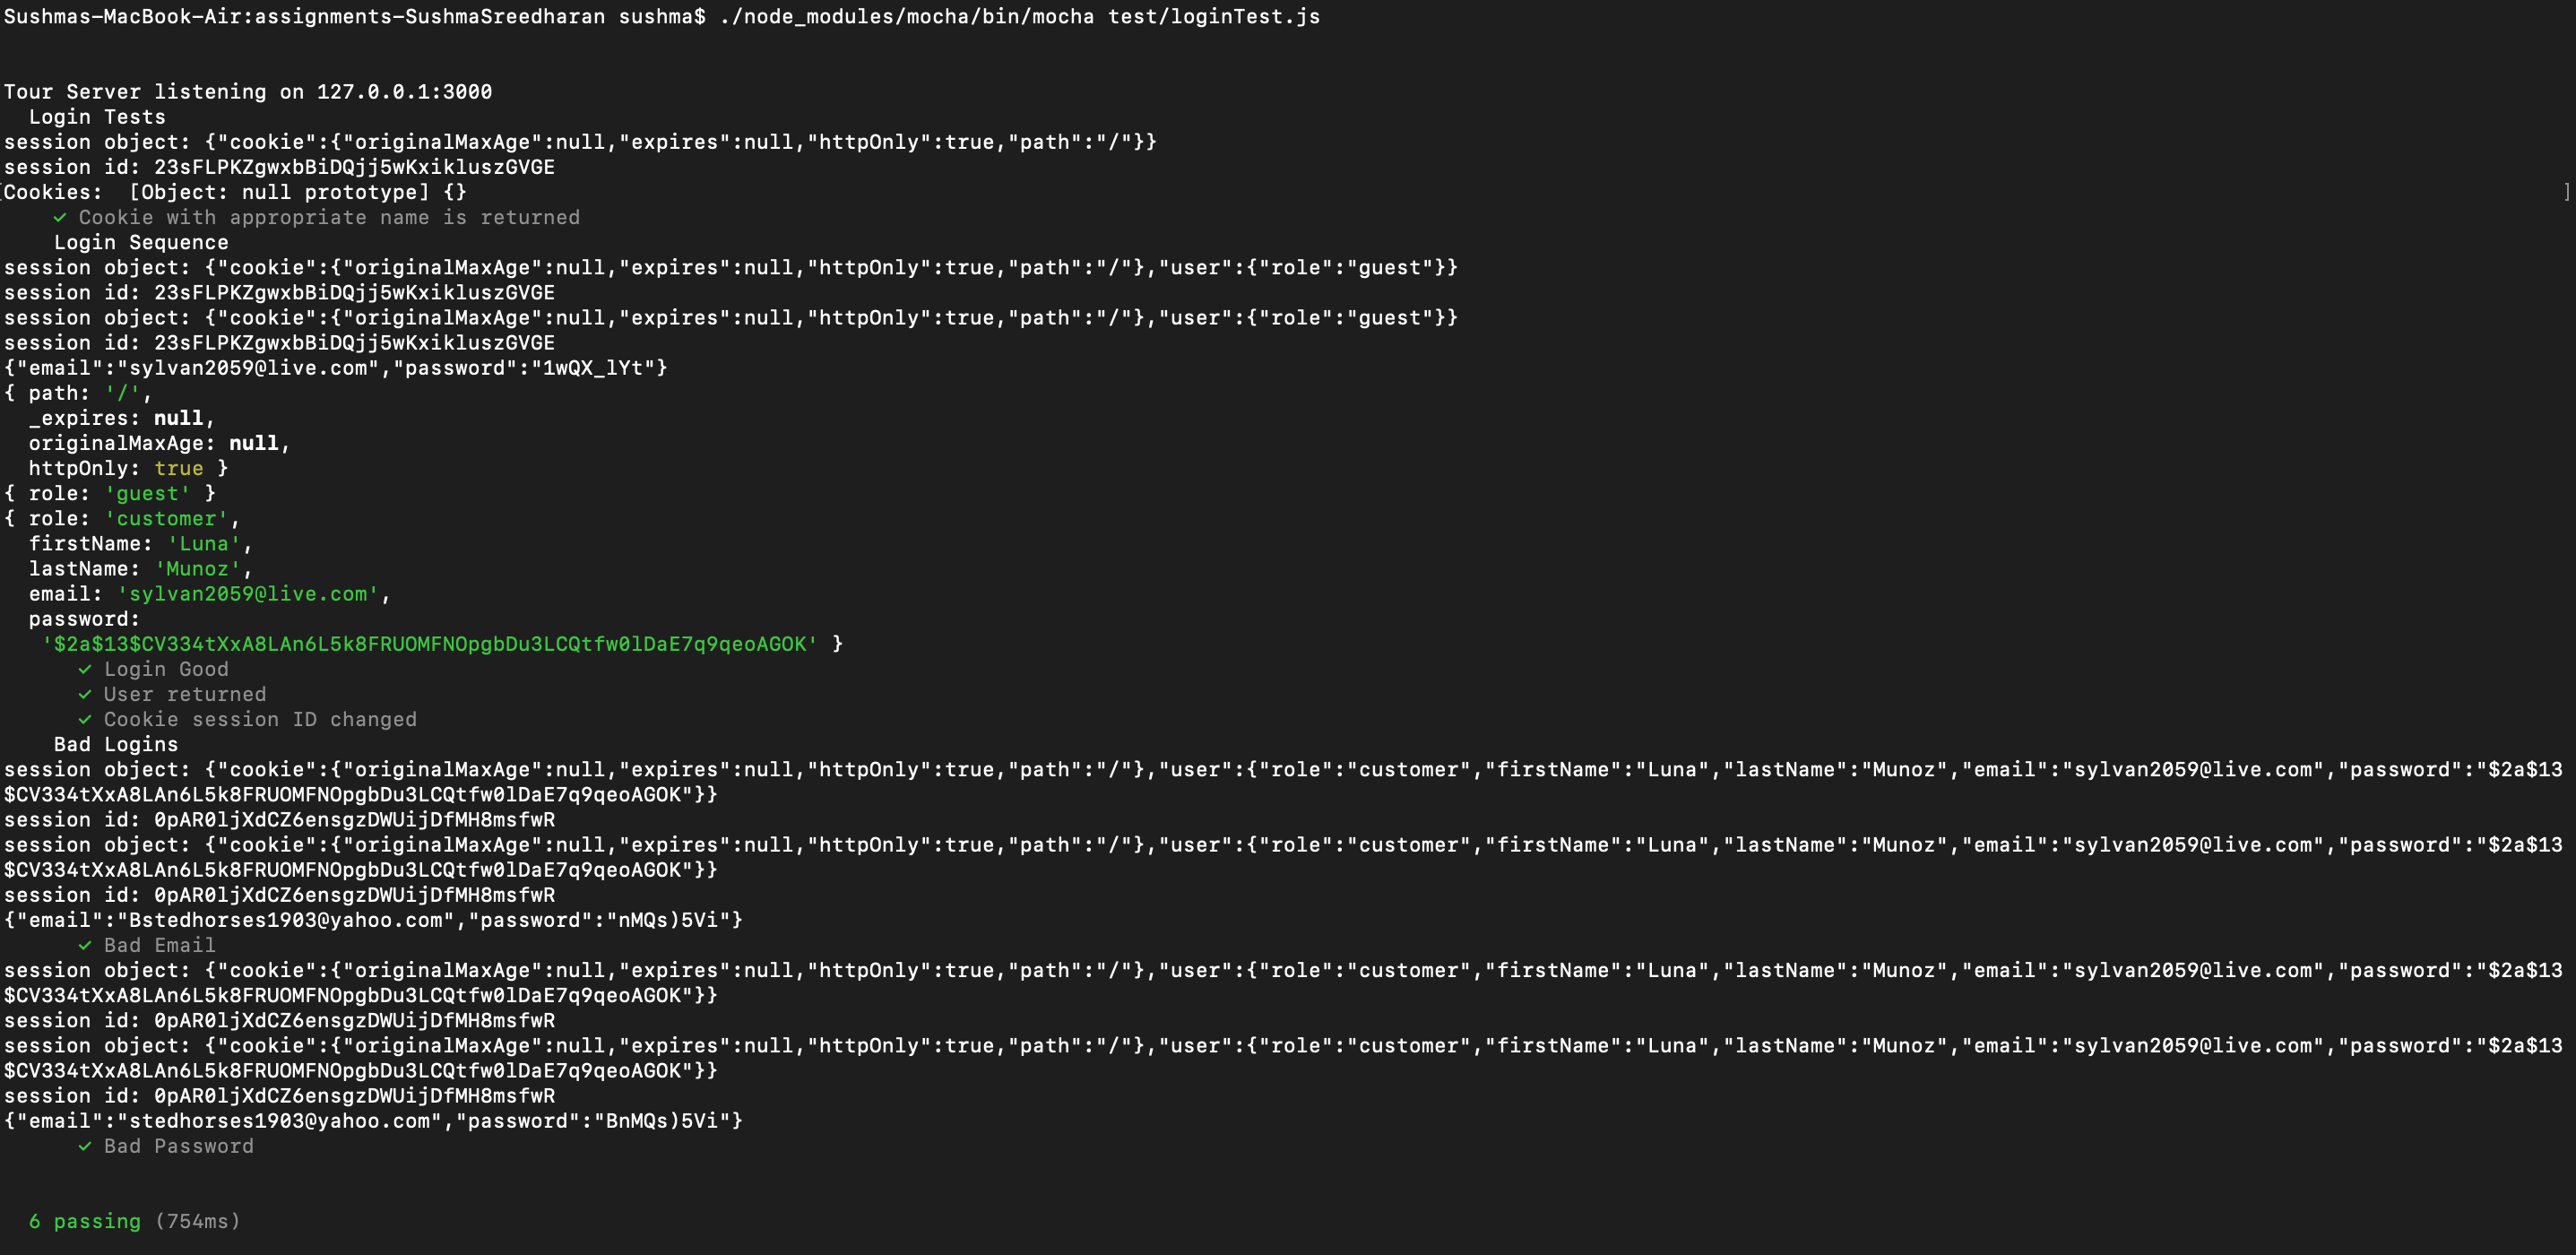 Sushmas-MacBook-Air:assignments-SushmaSreedharan sushma$ ./node_modules/mocha/bin/mocha test/loginTest.js
Tour Server listening on 127.0.0.1:3000
  Login Tests
session object: {"cookie":{"originalMaxAge":null,"expires":null,"httpOnly":true,"path":"/"}}
session id: 23sFLPKZgwxbBiDQjj5wKxikluszGVGE
[Cookies:  [Object: null prototype] {} ]
    ✓ Cookie with appropriate name is returned
    Login Sequence
session object: {"cookie":{"originalMaxAge":null,"expires":null,"httpOnly":true,"path":"/"},"user":{"role":"guest"}}
session id: 23sFLPKZgwxbBiDQjj5wKxikluszGVGE
session object: {"cookie":{"originalMaxAge":null,"expires":null,"httpOnly":true,"path":"/"},"user":{"role":"guest"}}
session id: 23sFLPKZgwxbBiDQjj5wKxikluszGVGE
{"email":"sylvan2059@live.com","password":"1wQX_lYt"}
{ path: '/',
  _expires: null,
  originalMaxAge: null,
  httpOnly: true }
{ role: 'guest' }
{ role: 'customer',
  firstName: 'Luna',
  lastName: 'Munoz',
  email: 'sylvan2059@live.com',
  password:
   '$2a$13$CV334tXxA8LAn6L5k8FRUOMFNOpgbDu3LCQtfw0lDaE7q9qeoAGOK' }
      ✓ Login Good
      ✓ User returned
      ✓ Cookie session ID changed
    Bad Logins
session object: {"cookie":{"originalMaxAge":null,"expires":null,"httpOnly":true,"path":"/"},"user":{"role":"customer","firstName":"Luna","lastName":"Munoz","email":"sylvan2059@live.com","password":"$2a$13
$CV334tXxA8LAn6L5k8FRUOMFNOpgbDu3LCQtfw0lDaE7q9qeoAGOK"}}
session id: 0pAR0ljXdCZ6ensgzDWUijDfMH8msfwR
session object: {"cookie":{"originalMaxAge":null,"expires":null,"httpOnly":true,"path":"/"},"user":{"role":"customer","firstName":"Luna","lastName":"Munoz","email":"sylvan2059@live.com","password":"$2a$13
$CV334tXxA8LAn6L5k8FRUOMFNOpgbDu3LCQtfw0lDaE7q9qeoAGOK"}}
session id: 0pAR0ljXdCZ6ensgzDWUijDfMH8msfwR
{"email":"Bstedhorses1903@yahoo.com","password":"nMQs)5Vi"}
      ✓ Bad Email
session object: {"cookie":{"originalMaxAge":null,"expires":null,"httpOnly":true,"path":"/"},"user":{"role":"customer","firstName":"Luna","lastName":"Munoz","email":"sylvan2059@live.com","password":"$2a$13
$CV334tXxA8LAn6L5k8FRUOMFNOpgbDu3LCQtfw0lDaE7q9qeoAGOK"}}
session id: 0pAR0ljXdCZ6ensgzDWUijDfMH8msfwR
session object: {"cookie":{"originalMaxAge":null,"expires":null,"httpOnly":true,"path":"/"},"user":{"role":"customer","firstName":"Luna","lastName":"Munoz","email":"sylvan2059@live.com","password":"$2a$13
$CV334tXxA8LAn6L5k8FRUOMFNOpgbDu3LCQtfw0lDaE7q9qeoAGOK"}}
session id: 0pAR0ljXdCZ6ensgzDWUijDfMH8msfwR
{"email":"stedhorses1903@yahoo.com","password":"BnMQs)5Vi"}
      ✓ Bad Password
  6 passing (754ms)